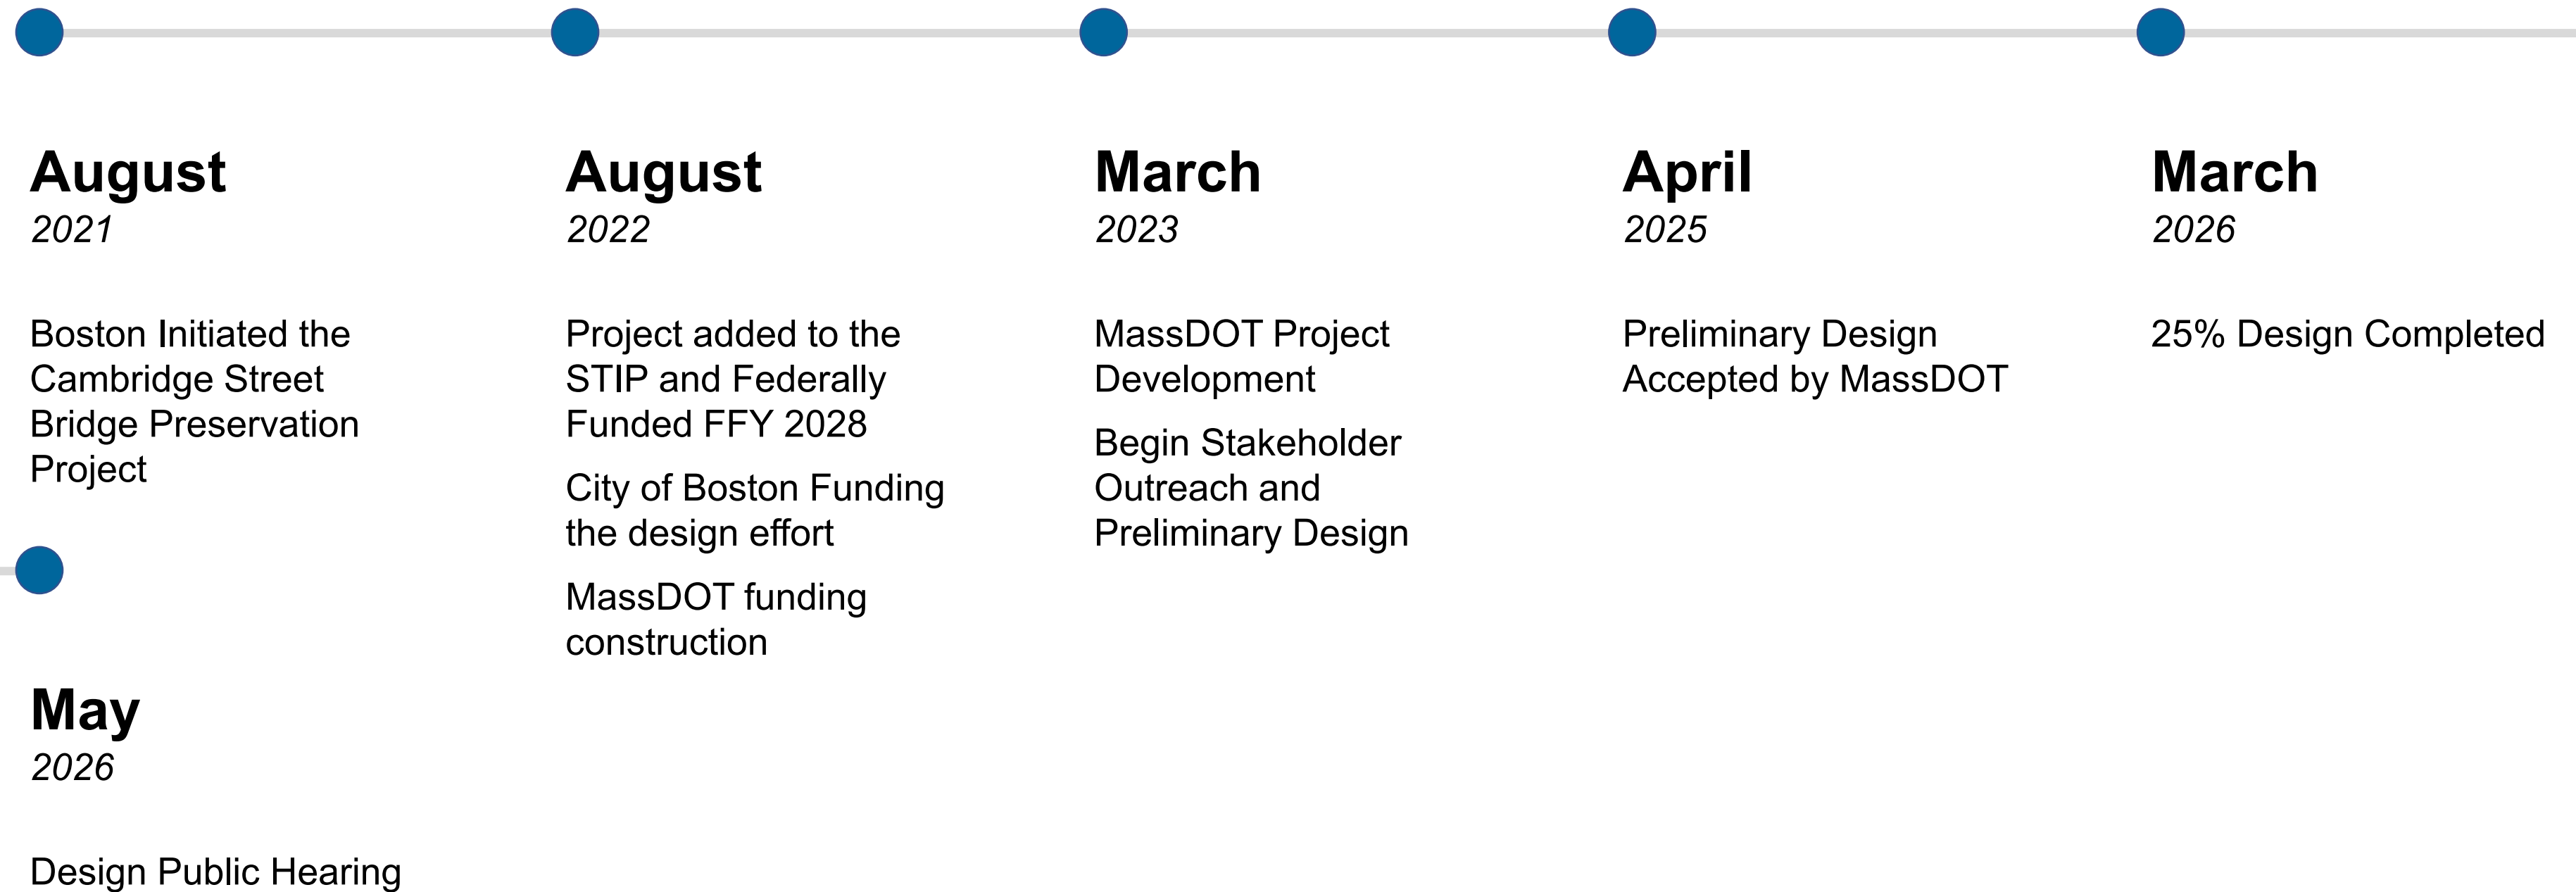 August
2021
Boston Initiated the
Cambridge Street
Bridge Preservation
Project
August
2022
Project added to the
STIP and Federally
Funded FFY 2028
City of Boston Funding
the design effort
MassDOT funding
construction
March
2023
MassDOT Project
Development
Begin Stakeholder
Outreach and
Preliminary Design
April
2025
Preliminary Design
Accepted by MassDOT
March
2026
25% Design Completed
May
2026
Design Public Hearing